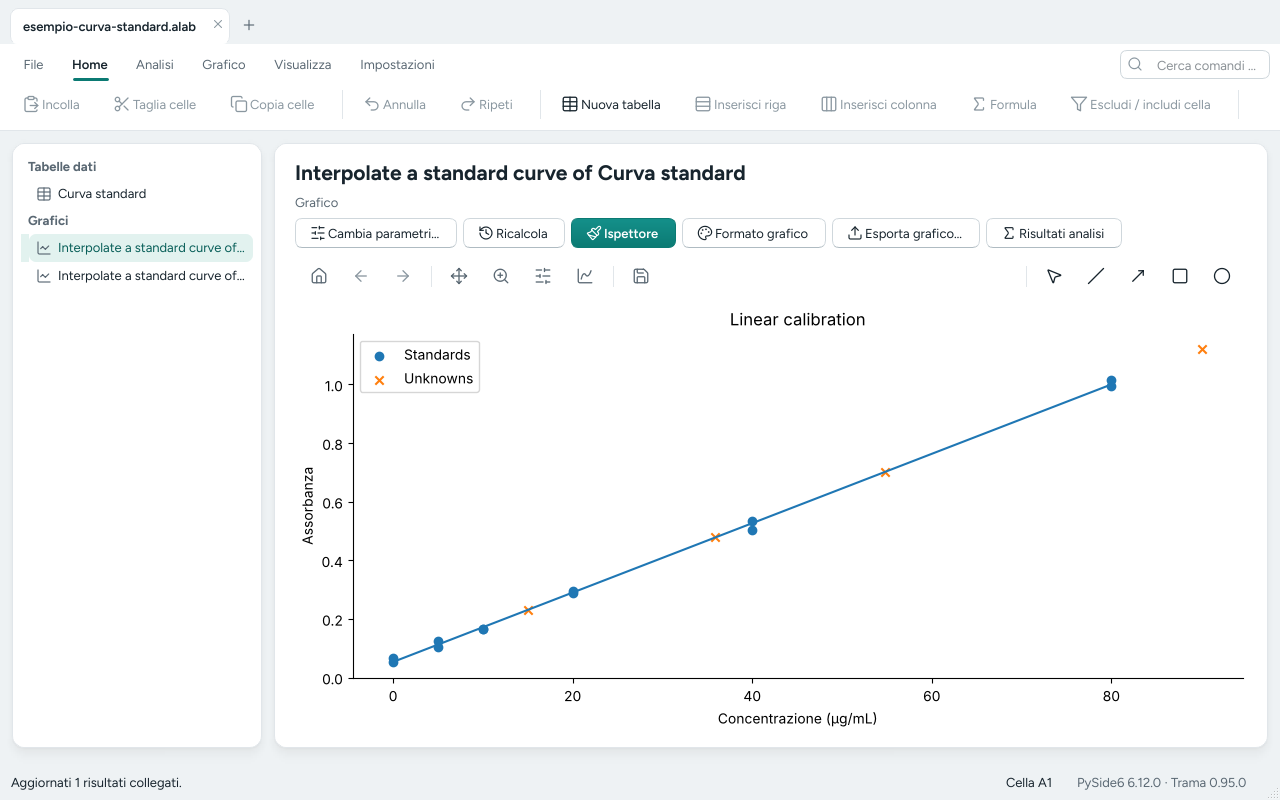 esempio-curva-standard.alab
File Home Analisi Grafico Visualizza Impostazioni Cerca comandi ...
Incolla Taglia celle Copia celle Annulla Ripeti Nuova tabella Inserisci riga Inserisci colonna Formula Escludi / includi cella
Tabelle dati
Curva standard
Grafici
Interpolate a standard curve of...
Interpolate a standard curve of...
Interpolate a standard curve of Curva standard
Grafico
Cambia parametri... Ricalcola Ispettore Formato grafico Esporta grafico... Risultati analisi
Linear calibration
Standards
Unknowns
1.0
0.8
0.6
0.4
0.2
0.0
Assorbanza
0 20 40 60 80
Concentrazione (µg/mL)
Aggiornati 1 risultati collegati. Cella A1 PySide6 6.12.0 · Trama 0.95.0